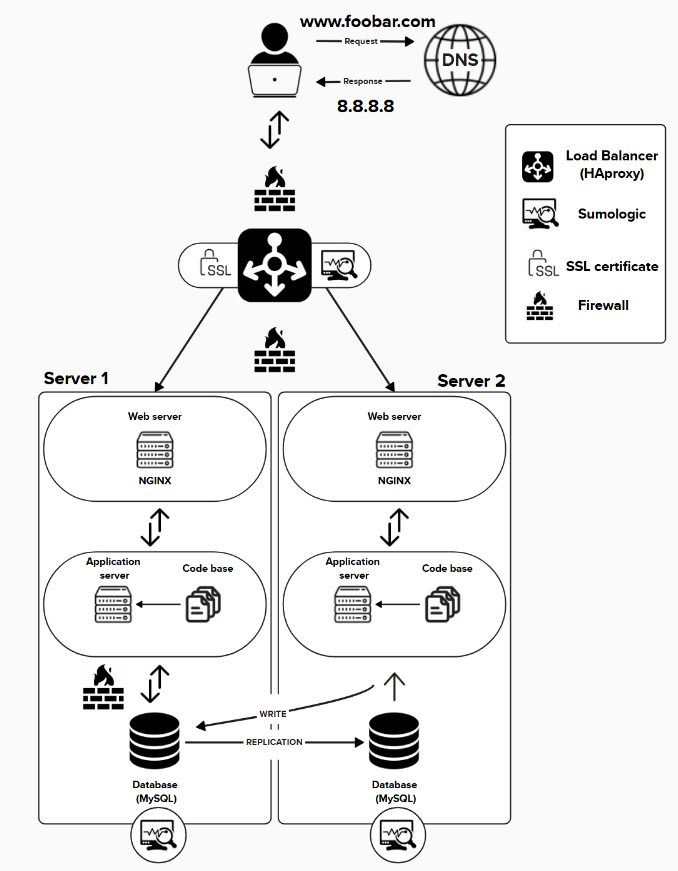 www.foobar.com
Request
DNS
Response
8.8.8.8
Load Balancer
(HAproxy)
Sumologic
SSL
SSL certificate
Firewall
SSL
Server 1
Server 2
Web server
NGINX
Web server
NGINX
Application
server
Code base
Application
server
Code base
WRITE
REPLICATION
Database
(MySQL)
Database
(MySQL)